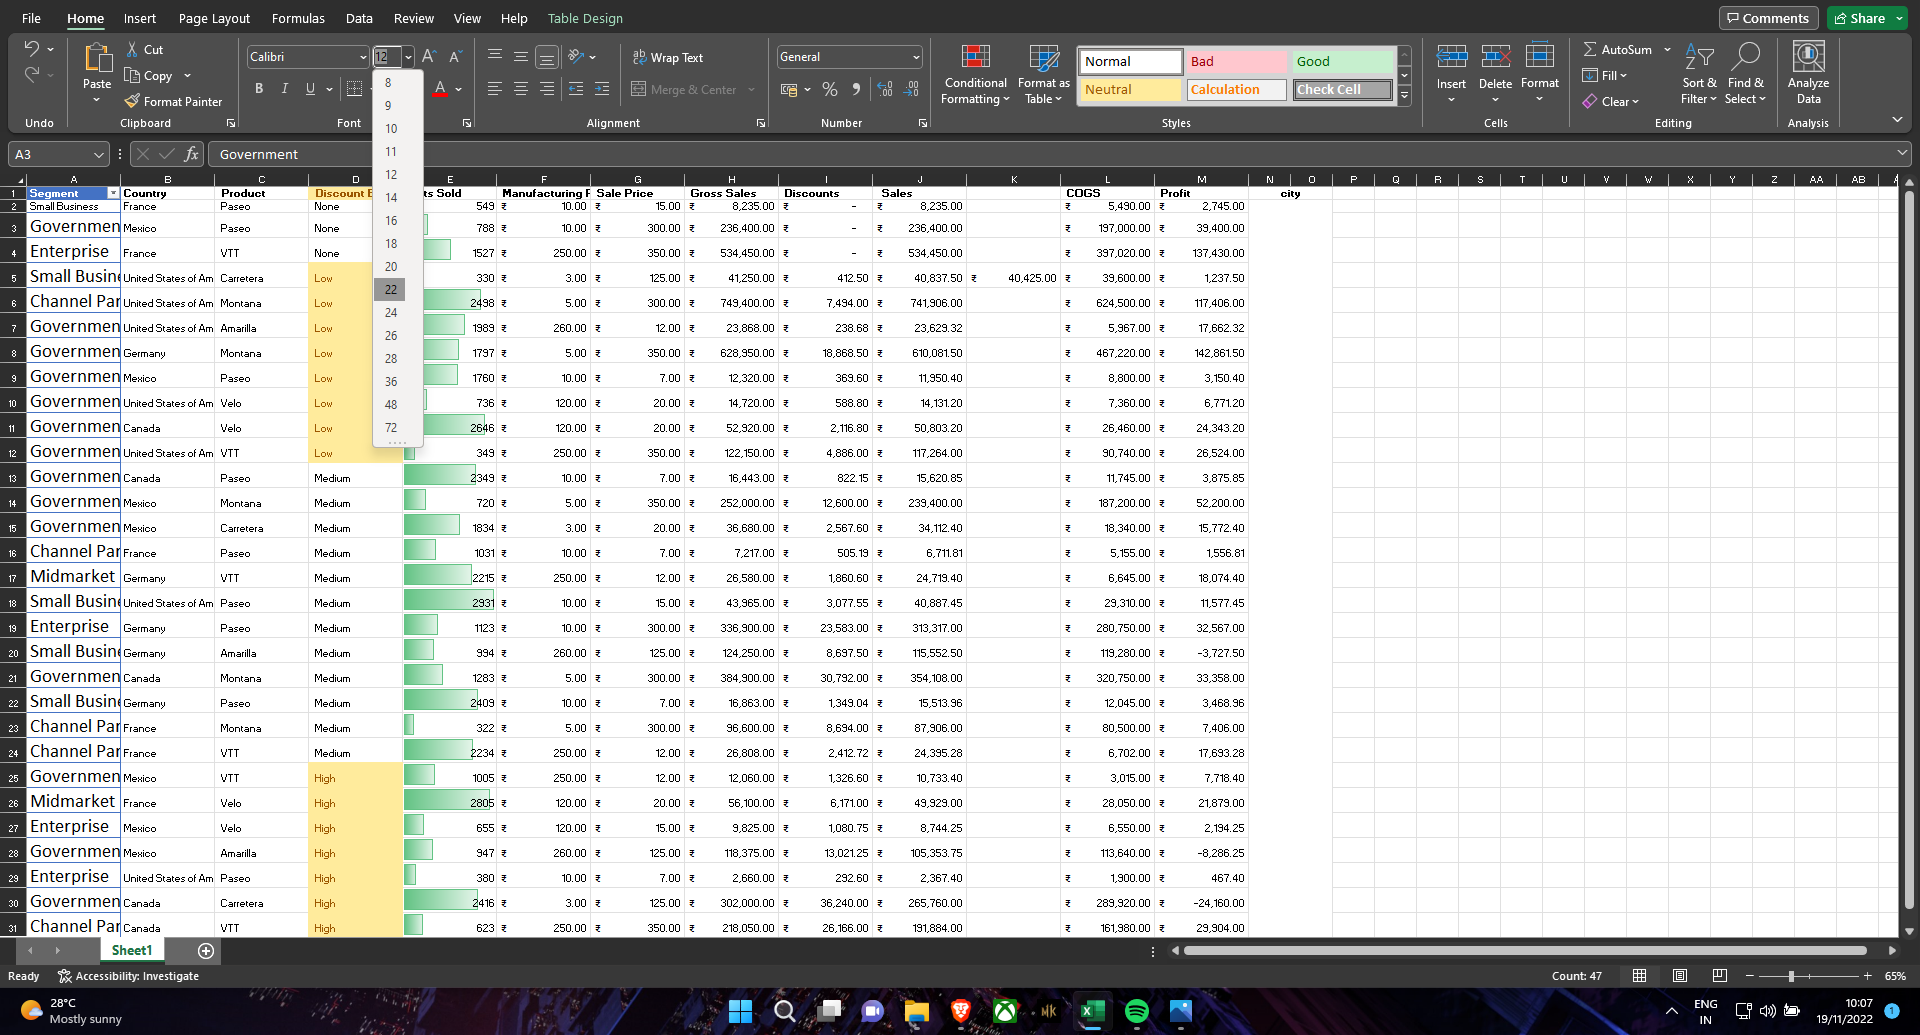 File Home Insert Page Layout Formulas Data Review View Help Table Design Comments Share
Cut
Copy
Format Painter
Paste
Undo Clipboard
Calibri 12
B I U A
Font
Wrap Text
Merge & Center
Alignment
General
Number
Conditional Formatting
Format as Table
Normal Bad Good
Neutral Calculation Check Cell
Styles
Insert Delete Format
Cells
AutoSum
Fill
Clear
Sort & Filter
Find & Select
Editing
Analyze Data
Analysis
8
9
10
11
12
14
16
18
20
22
24
26
28
36
48
72
A3 fx Government
A B C D E F G H I J K L M N O P Q R S T U V W X Y Z AA AB
1 Segment Country Product Discount ts Sold Manufacturing Sale Price Gross Sales Discounts Sales COGS Profit city
2 Small Business France Paseo None 549 ₹ 10.00 ₹ 15.00 ₹ 8,235.00 ₹ - ₹ 8,235.00 ₹ 5,490.00 ₹ 2,745.00
3 Governmen Mexico Paseo None 788 ₹ 10.00 ₹ 300.00 ₹ 236,400.00 ₹ - ₹ 236,400.00 ₹ 197,000.00 ₹ 39,400.00
4 Enterprise France VTT None 1527 ₹ 250.00 ₹ 350.00 ₹ 534,450.00 ₹ - ₹ 534,450.00 ₹ 397,020.00 ₹ 137,430.00
5 Small Busine United States of Am Carretera Low 330 ₹ 3.00 ₹ 125.00 ₹ 41,250.00 ₹ 412.50 ₹ 40,837.50 ₹ 40,425.00 ₹ 39,600.00 ₹ 1,237.50
6 Channel Par United States of Am Montana Low 2498 ₹ 5.00 ₹ 300.00 ₹ 749,400.00 ₹ 7,494.00 ₹ 741,906.00 ₹ 624,500.00 ₹ 117,406.00
7 Governmen United States of Am Amarilla Low 1989 ₹ 260.00 ₹ 12.00 ₹ 23,868.00 ₹ 238.68 ₹ 23,629.32 ₹ 5,967.00 ₹ 17,662.32
8 Governmen Germany Montana Low 1797 ₹ 5.00 ₹ 350.00 ₹ 628,950.00 ₹ 18,868.50 ₹ 610,081.50 ₹ 467,220.00 ₹ 142,861.50
9 Governmen Mexico Paseo Low 1760 ₹ 10.00 ₹ 7.00 ₹ 12,320.00 ₹ 369.60 ₹ 11,950.40 ₹ 8,800.00 ₹ 3,150.40
10 Governmen United States of Am Velo Low 736 ₹ 120.00 ₹ 20.00 ₹ 14,720.00 ₹ 588.80 ₹ 14,131.20 ₹ 7,360.00 ₹ 6,771.20
11 Governmen Canada Velo Low 2646 ₹ 120.00 ₹ 20.00 ₹ 52,920.00 ₹ 2,116.80 ₹ 50,803.20 ₹ 26,460.00 ₹ 24,343.20
12 Governmen United States of Am VTT Low 349 ₹ 250.00 ₹ 350.00 ₹ 122,150.00 ₹ 4,886.00 ₹ 117,264.00 ₹ 90,740.00 ₹ 26,524.00
13 Governmen Canada Paseo Medium 2349 ₹ 10.00 ₹ 7.00 ₹ 16,443.00 ₹ 822.15 ₹ 15,620.85 ₹ 11,745.00 ₹ 3,875.85
14 Governmen Mexico Montana Medium 720 ₹ 5.00 ₹ 350.00 ₹ 252,000.00 ₹ 12,600.00 ₹ 239,400.00 ₹ 187,200.00 ₹ 52,200.00
15 Governmen Mexico Carretera Medium 1834 ₹ 3.00 ₹ 20.00 ₹ 36,680.00 ₹ 2,567.60 ₹ 34,112.40 ₹ 18,340.00 ₹ 15,772.40
16 Channel Par France Paseo Medium 1031 ₹ 10.00 ₹ 7.00 ₹ 7,217.00 ₹ 505.19 ₹ 6,711.81 ₹ 5,155.00 ₹ 1,556.81
17 Midmarket Germany VTT Medium 2215 ₹ 250.00 ₹ 12.00 ₹ 26,580.00 ₹ 1,860.60 ₹ 24,719.40 ₹ 6,645.00 ₹ 18,074.40
18 Small Busine United States of Am Paseo Medium 2931 ₹ 10.00 ₹ 15.00 ₹ 43,965.00 ₹ 3,077.55 ₹ 40,887.45 ₹ 29,310.00 ₹ 11,577.45
19 Enterprise Germany Paseo Medium 1123 ₹ 10.00 ₹ 300.00 ₹ 336,900.00 ₹ 23,583.00 ₹ 313,317.00 ₹ 280,750.00 ₹ 32,567.00
20 Small Busine Germany Amarilla Medium 994 ₹ 260.00 ₹ 125.00 ₹ 124,250.00 ₹ 8,697.50 ₹ 115,552.50 ₹ 119,280.00 ₹ -3,727.50
21 Governmen Canada Montana Medium 1283 ₹ 5.00 ₹ 300.00 ₹ 384,900.00 ₹ 30,792.00 ₹ 354,108.00 ₹ 320,750.00 ₹ 33,358.00
22 Small Busine Germany Paseo Medium 2409 ₹ 10.00 ₹ 7.00 ₹ 16,863.00 ₹ 1,349.04 ₹ 15,513.96 ₹ 12,045.00 ₹ 3,468.96
23 Channel Par France Montana Medium 322 ₹ 5.00 ₹ 300.00 ₹ 96,600.00 ₹ 8,694.00 ₹ 87,906.00 ₹ 80,500.00 ₹ 7,406.00
24 Channel Par France VTT Medium 2234 ₹ 250.00 ₹ 12.00 ₹ 26,808.00 ₹ 2,412.72 ₹ 24,395.28 ₹ 6,702.00 ₹ 17,693.28
25 Governmen Mexico VTT High 1005 ₹ 250.00 ₹ 12.00 ₹ 12,060.00 ₹ 1,326.60 ₹ 10,733.40 ₹ 3,015.00 ₹ 7,718.40
26 Midmarket France Velo High 2805 ₹ 120.00 ₹ 20.00 ₹ 56,100.00 ₹ 6,171.00 ₹ 49,929.00 ₹ 28,050.00 ₹ 21,879.00
27 Enterprise Mexico Velo High 655 ₹ 120.00 ₹ 15.00 ₹ 9,825.00 ₹ 1,080.75 ₹ 8,744.25 ₹ 6,550.00 ₹ 2,194.25
28 Governmen Mexico Amarilla High 947 ₹ 260.00 ₹ 125.00 ₹ 118,375.00 ₹ 13,021.25 ₹ 105,353.75 ₹ 113,640.00 ₹ -8,286.25
29 Enterprise United States of Am Paseo High 380 ₹ 10.00 ₹ 7.00 ₹ 2,660.00 ₹ 292.60 ₹ 2,367.40 ₹ 1,900.00 ₹ 467.40
30 Governmen Canada Carretera High 2416 ₹ 3.00 ₹ 125.00 ₹ 302,000.00 ₹ 36,240.00 ₹ 265,760.00 ₹ 289,920.00 ₹ -24,160.00
31 Channel Par Canada VTT High 623 ₹ 250.00 ₹ 350.00 ₹ 218,050.00 ₹ 26,166.00 ₹ 191,884.00 ₹ 161,980.00 ₹ 29,904.00
Sheet1
Ready Accessibility: Investigate Count: 47 65%
28°C
Mostly sunny
ENG
IN
10:07
19/11/2022
1